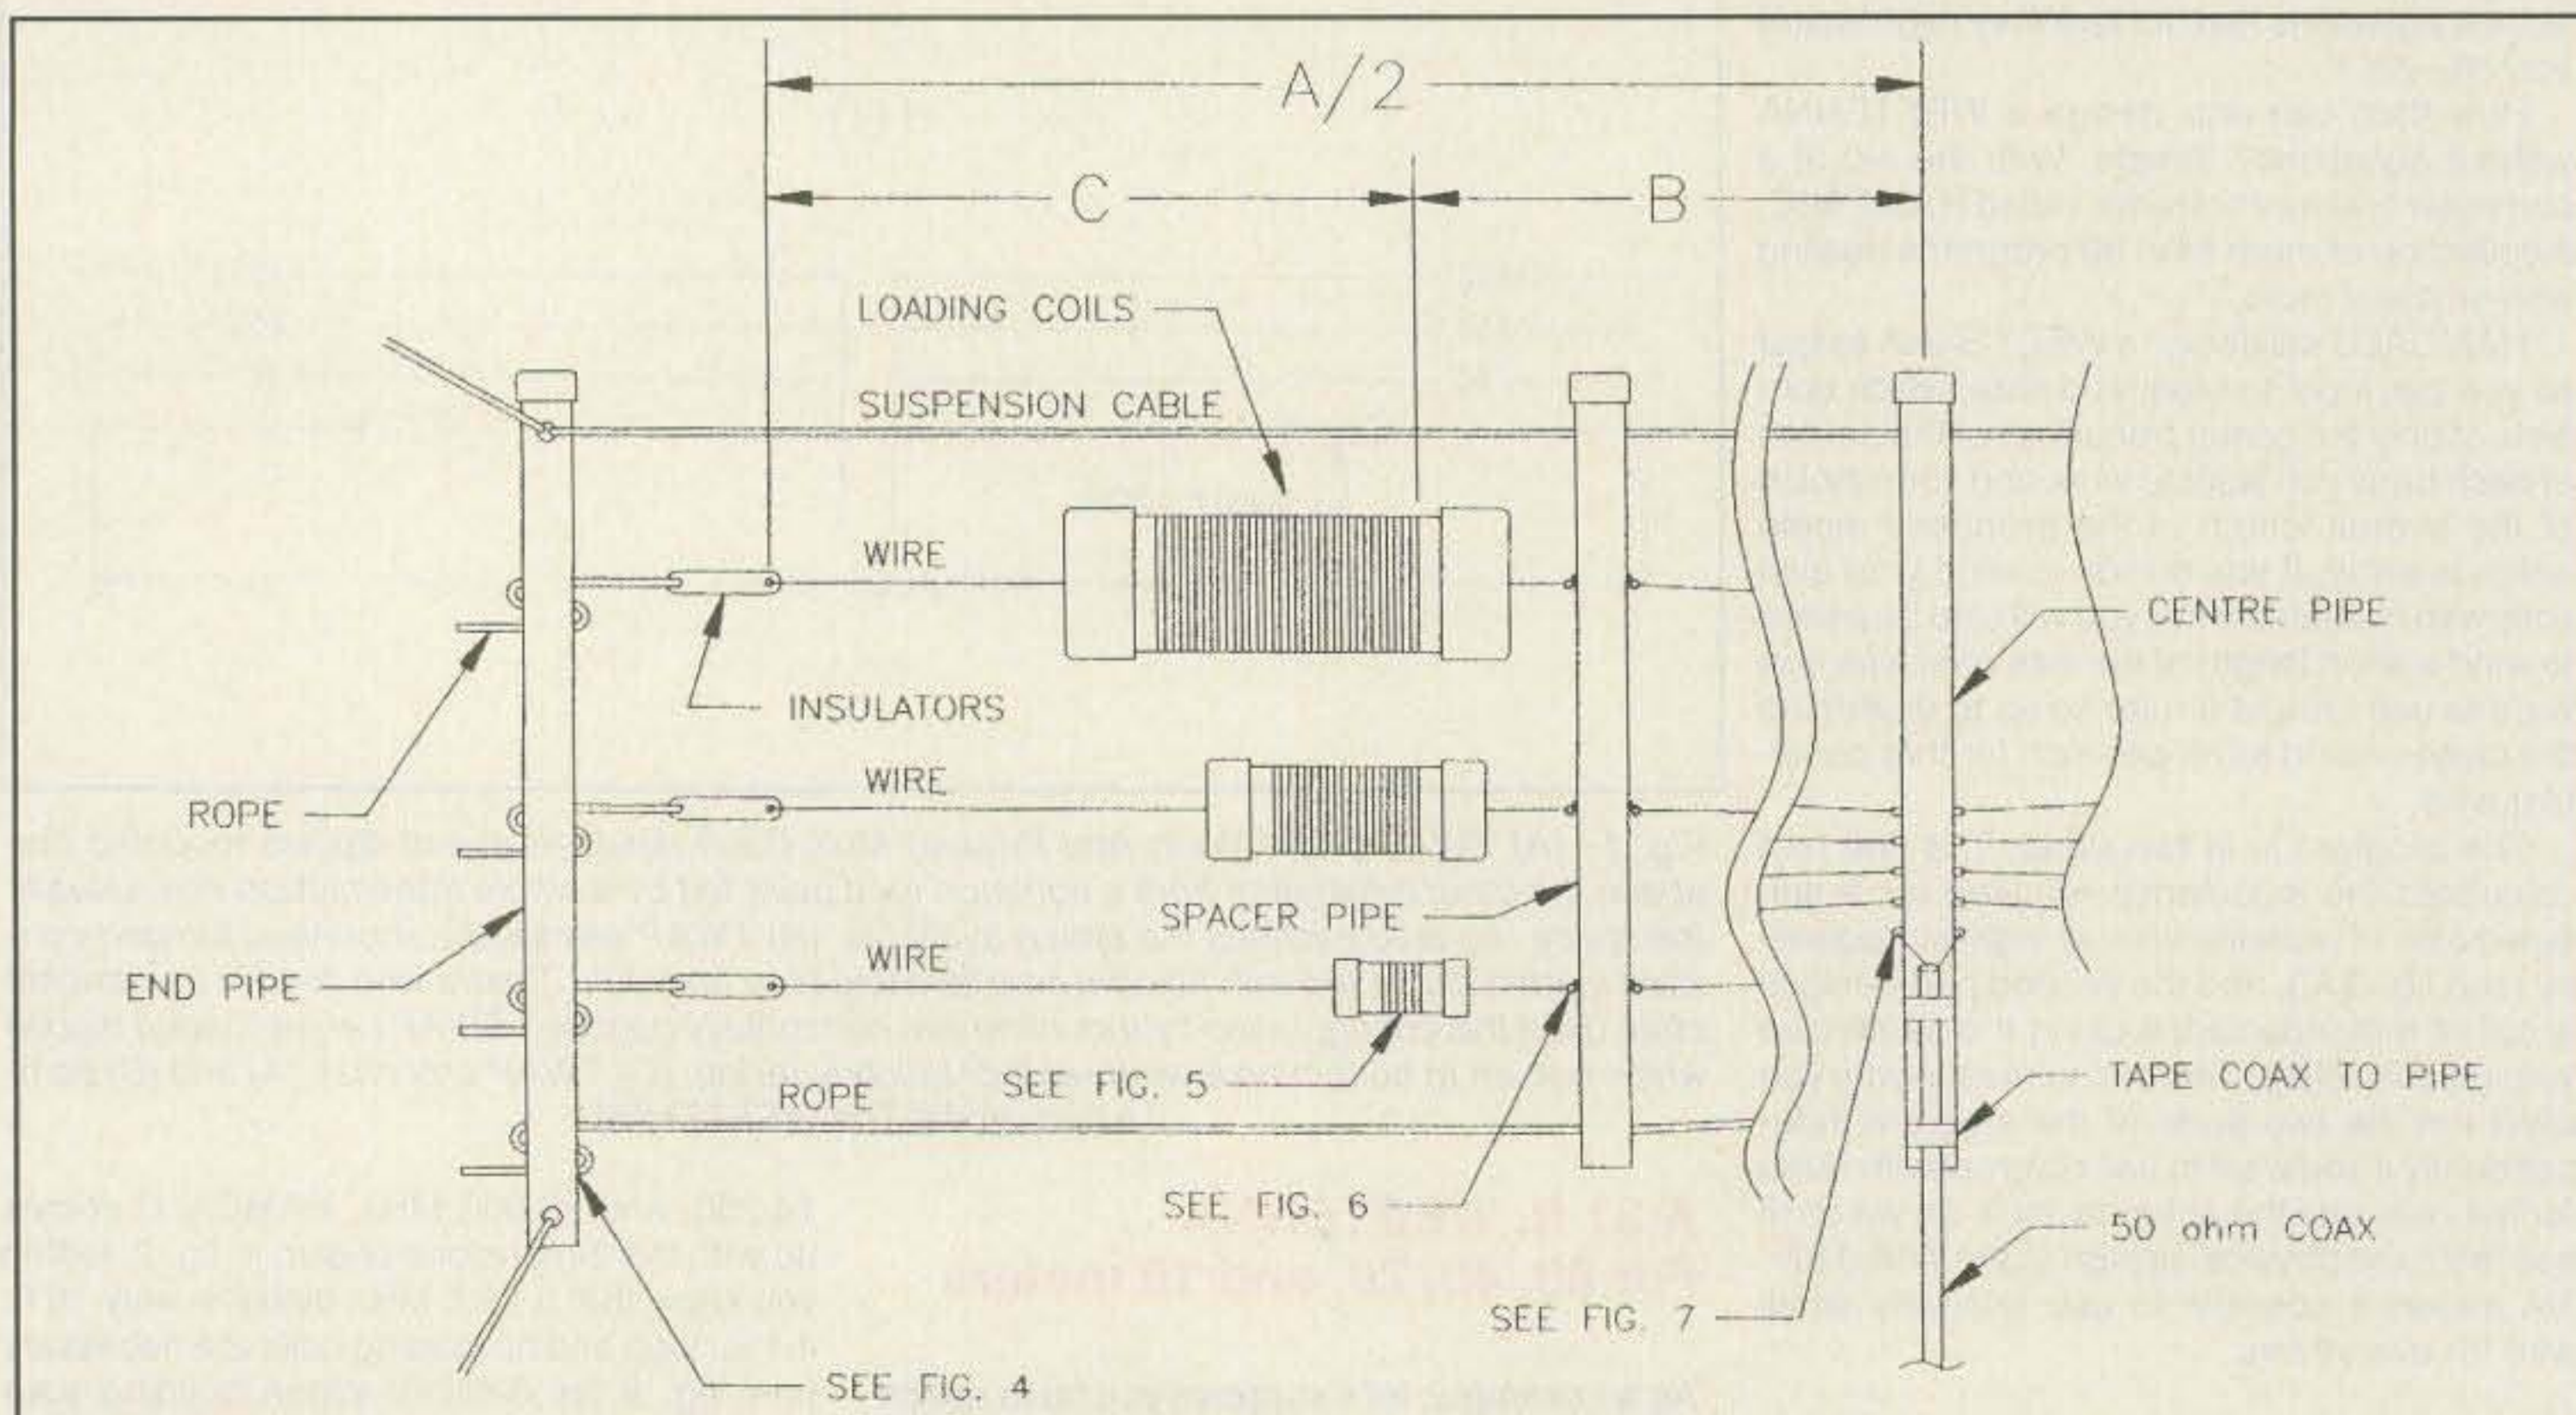 A/2
C
B
LOADING COILS
SUSPENSION CABLE
WIRE
CENTRE PIPE
INSULATORS
WIRE
ROPE
SPACER PIPE
WIRE
END PIPE
SEE FIG. 5
TAPE COAX TO PIPE
ROPE
SEE FIG. 6
50 ohm COAX
SEE FIG. 7
SEE FIG. 4